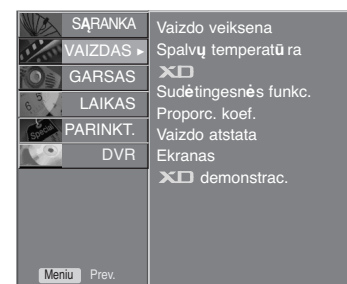 SĄRANKA
VAIZDAS ►
GARSAS
LAIKAS
Special
PARINKT.
DVR
Meniu Prev.
Vaizdo veiksena
Spalvų temperatūra
XD
Sudėtingesnės funkc.
Proporc. koef.
Vaizdo atstata
Ekranas
XD demonstrac.